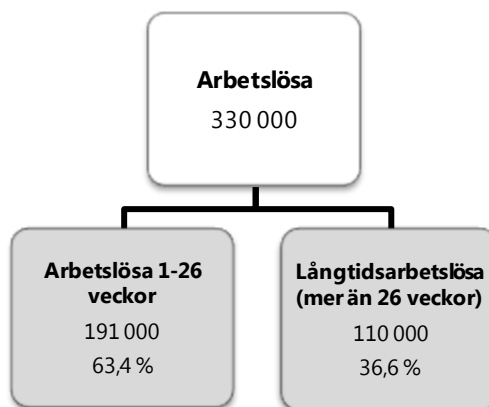 Arbetslösa
330 000
Arbetslösa 1-26
veckor
191 000
63,4 %
Långtidsarbetslösa
(mer än 26 veckor)
110 000
36,6 %